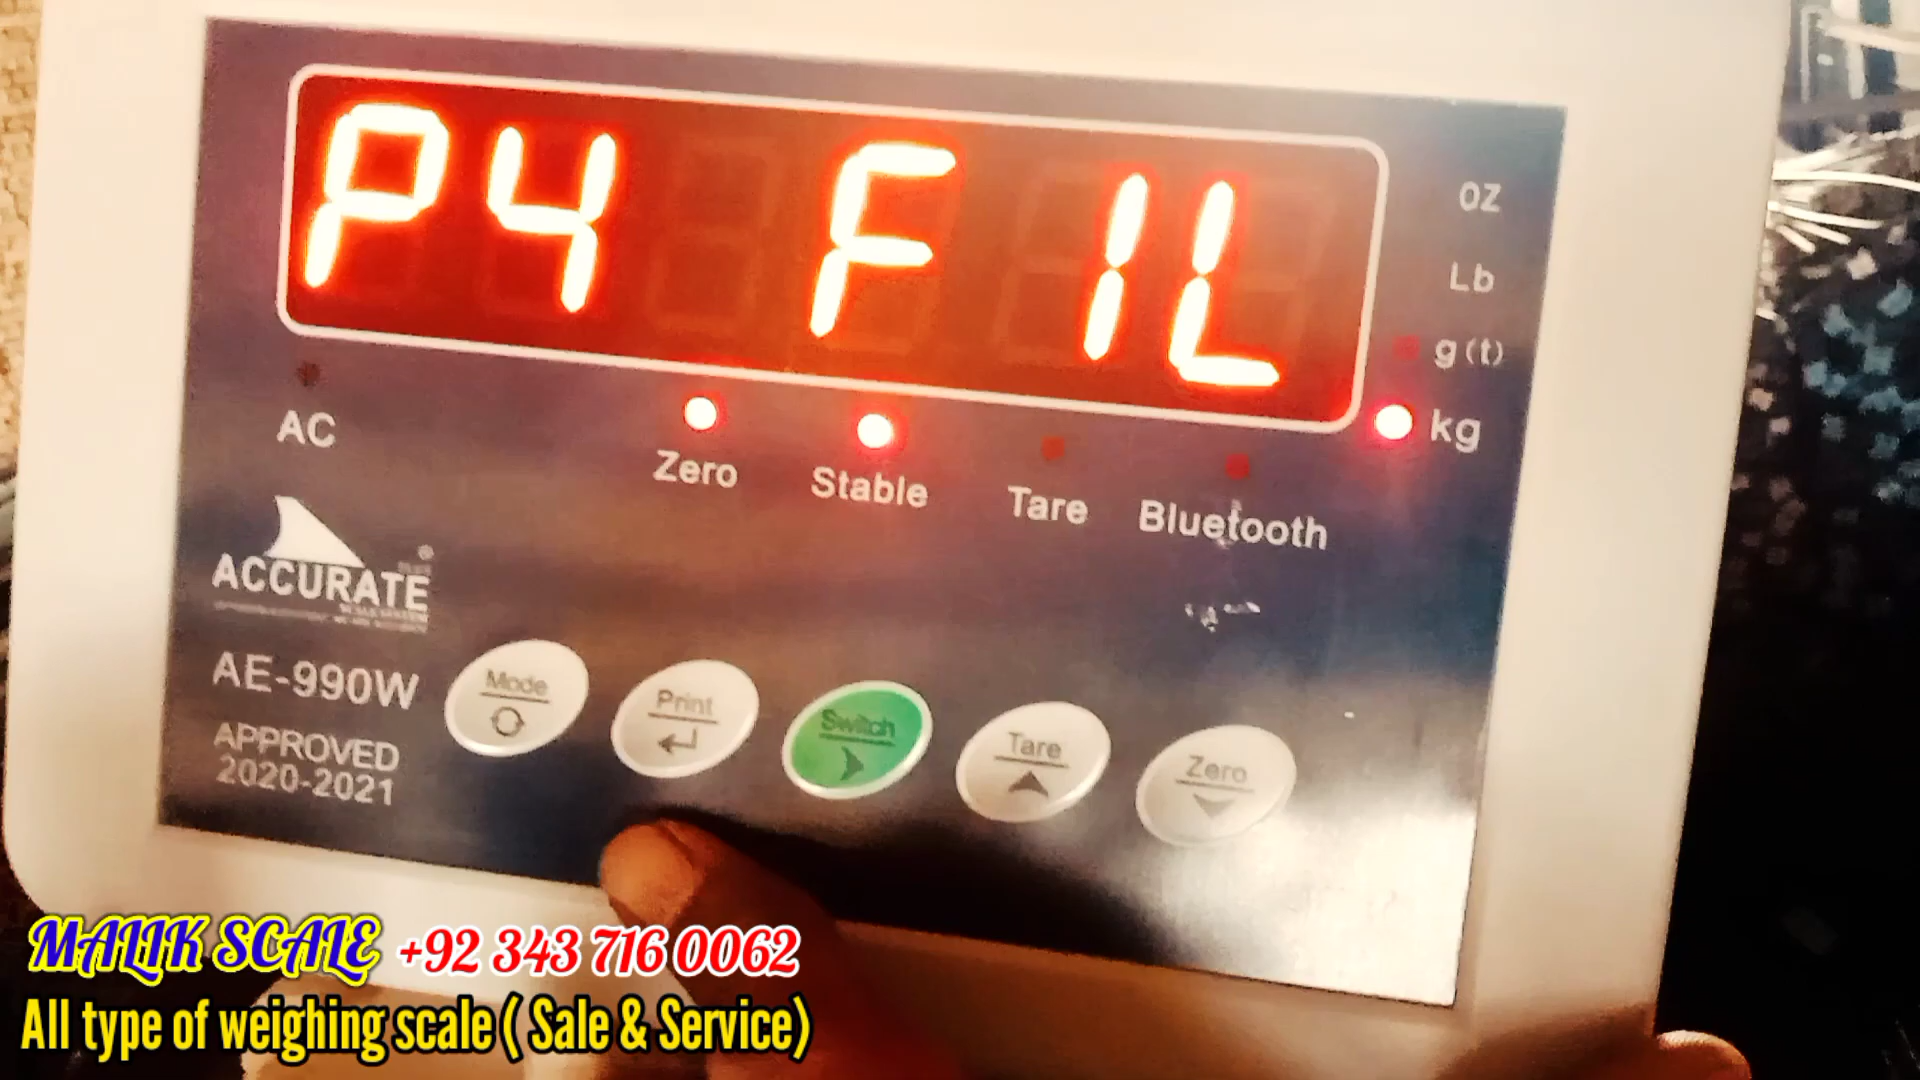 P4 FIL
OZ
Lb
g(t)
kg
AC
Zero
Stable
Tare
Bluetooth
®
ACCURATE
AE-990W
APPROVED
2020-2021
Mode
Print
Switch
Tare
Zero
MALIK SCALE +92 343 716 0062
All type of weighing scale ( Sale & Service)